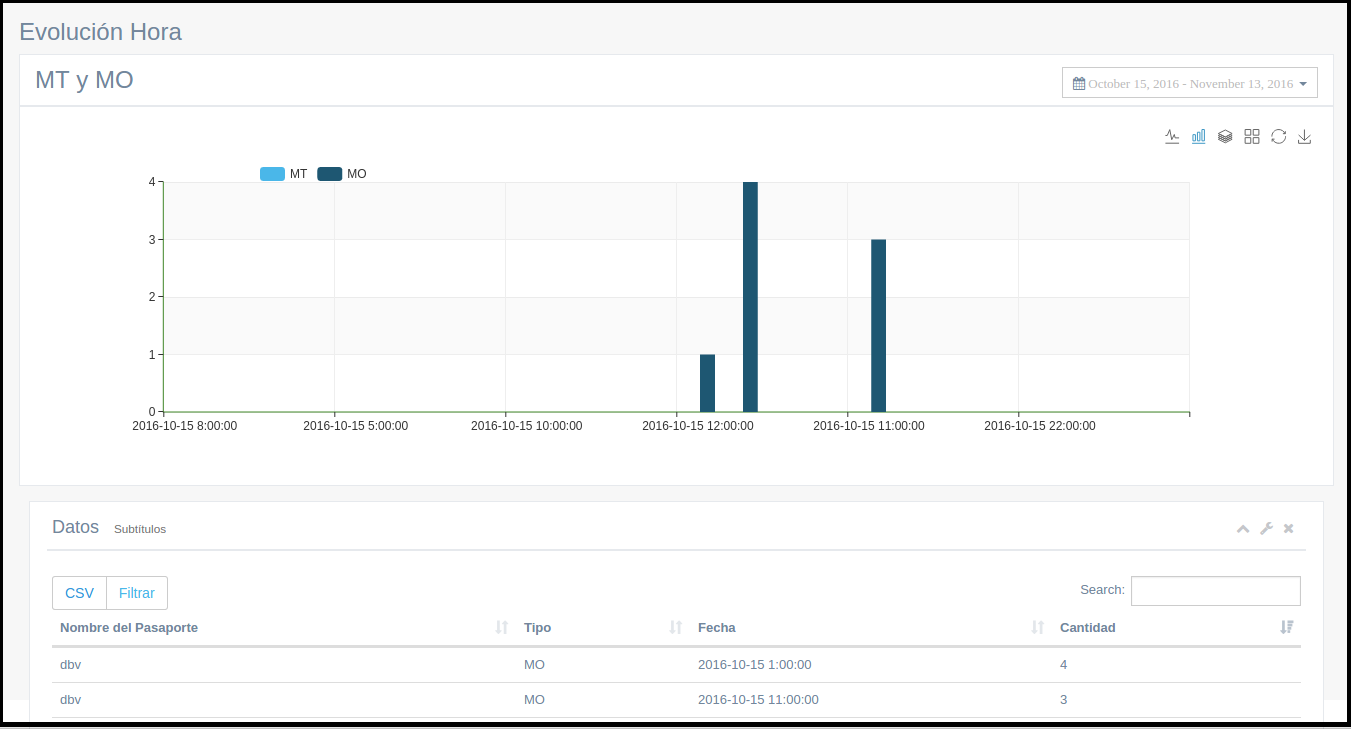 Evolución Hora
MT y MO
October 15, 2016 - November 13, 2016
MT MO
4
3
2
1
0
2016-10-15 8:00:00 2016-10-15 5:00:00 2016-10-15 10:00:00 2016-10-15 12:00:00 2016-10-15 11:00:00 2016-10-15 22:00:00
Datos Subtítulos
CSV Filtrar
Search:
Nombre del Pasaporte Tipo Fecha Cantidad
dbv MO 2016-10-15 1:00:00 4
dbv MO 2016-10-15 11:00:00 3